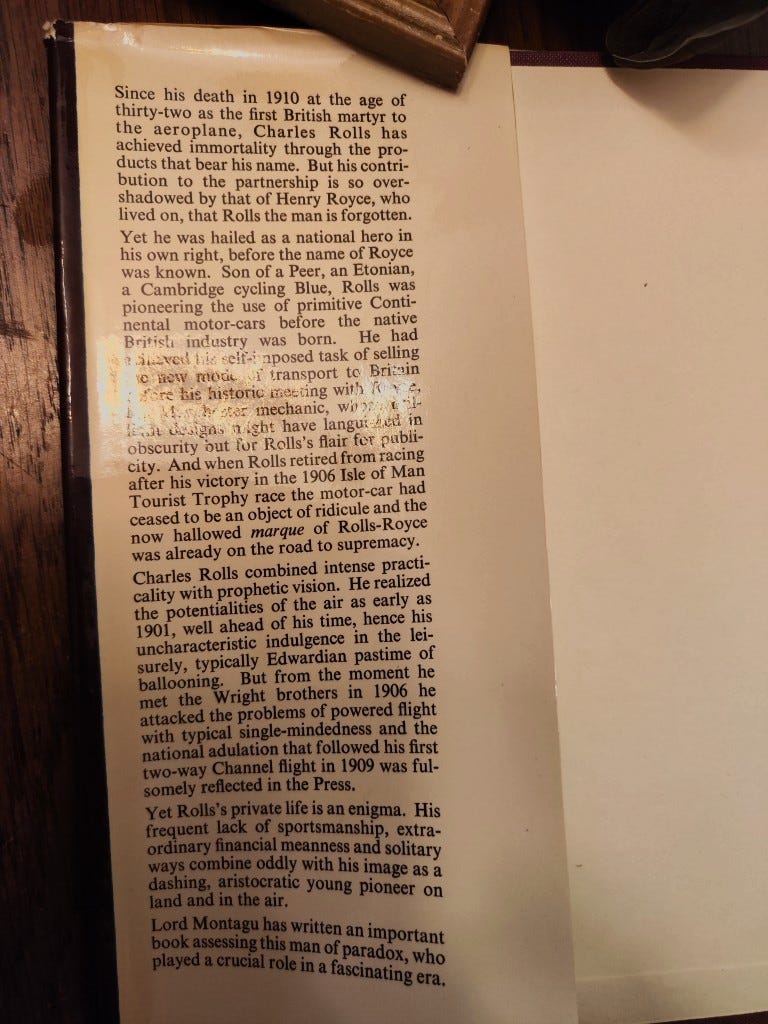 Since his death in 1910 at the age of
thirty-two as the first British martyr to
the aeroplane, Charles Rolls has
achieved immortality through the pro-
ducts that bear his name. But his contri-
bution to the partnership is so over-
shadowed by that of Henry Royce, who
lived on, that Rolls the man is forgotten.
Yet he was hailed as a national hero in
his own right, before the name of Royce
was known. Son of a Peer, an Etonian,
a Cambridge cycling Blue, Rolls was
pioneering the use of primitive Conti-
nental motor-cars before the native
British industry was born. He had
achieved his self-imposed task of selling
new mode of transport to Britain
before his historic meeting with Royce,
Manchester mechanic,
designs might have languished in
obscurity but for Rolls's flair for publi-
city. And when Rolls retired from racing
after his victory in the 1906 Isle of Man
Tourist Trophy race the motor-car had
ceased to be an object of ridicule and the
now hallowed marque of Rolls-Royce
was already on the road to supremacy.
Charles Rolls combined intense practi-
cality with prophetic vision. He realized
the potentialities of the air as early as
1901, well ahead of his time, hence his
uncharacteristic indulgence in the lei-
surely, typically Edwardian pastime of
ballooning. But from the moment he
met the Wright brothers in 1906 he
attacked the problems of powered flight
with typical single-mindedness and the
national adulation that followed his first
two-way Channel flight in 1909 was ful-
somely reflected in the Press.
Yet Rolls's private life is an enigma. His
frequent lack of sportsmanship, extra-
ordinary financial meanness and solitary
ways combine oddly with his image as a
dashing, aristocratic young pioneer on
land and in the air.
Lord Montagu has written an important
book assessing this man of paradox, who
played a crucial role in a fascinating era.